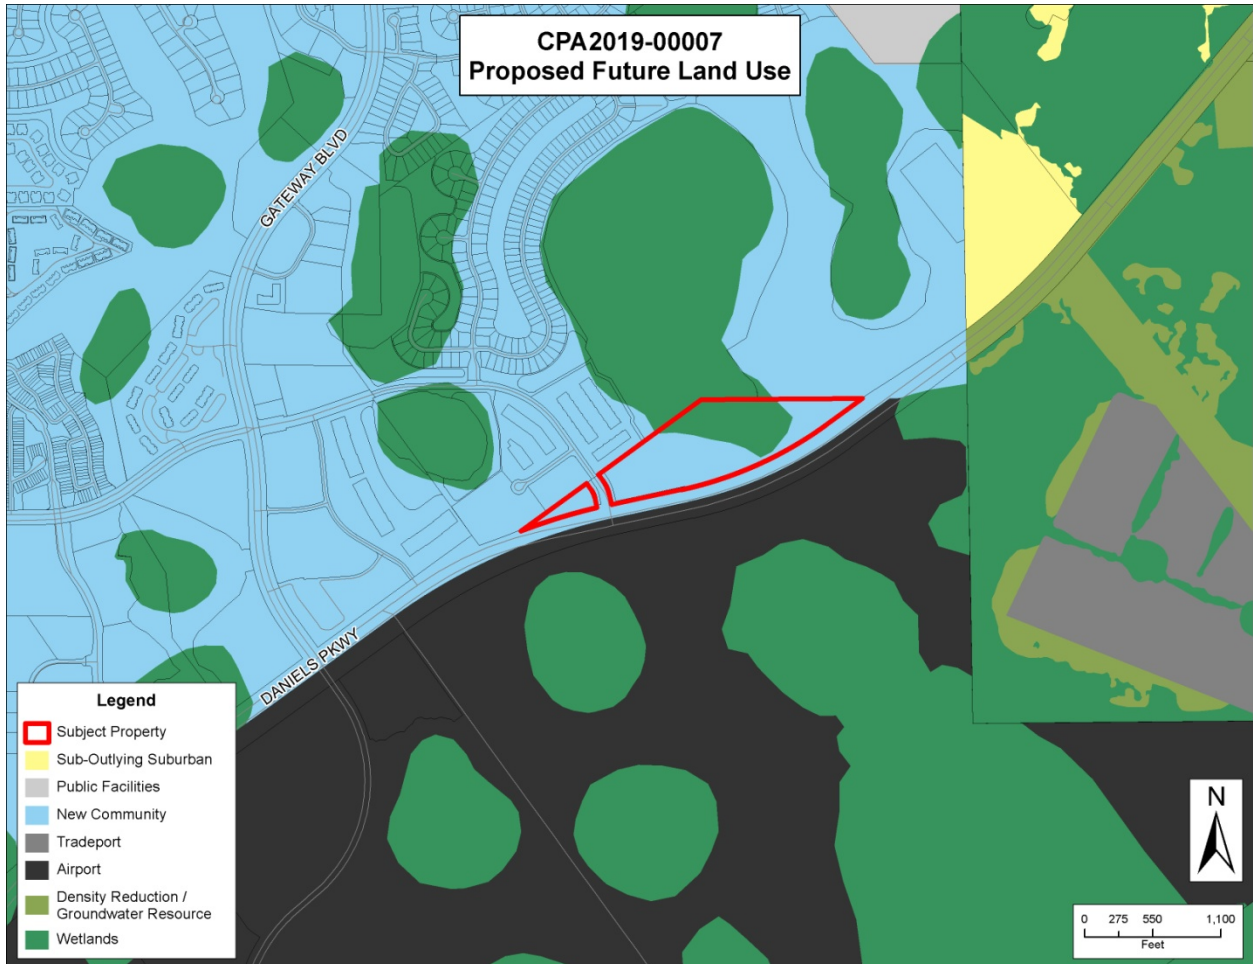 CPA2019-00007
Proposed Future Land Use
GATEWAY BLVD
DANIELS PKWY
Legend
Subject Property
Sub-Outlying Suburban
Public Facilities
New Community
Tradeport
Airport
Density Reduction /
Groundwater Resource
Wetlands
N
0 275 550 1,100
Feet